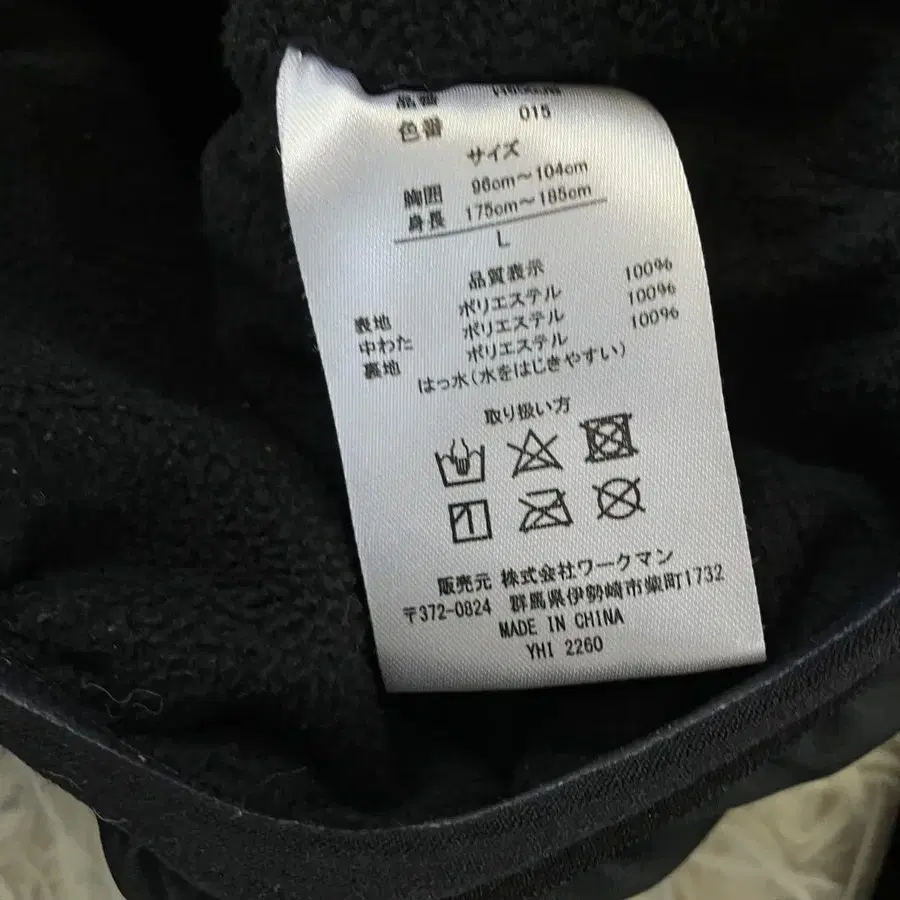 品番
色番 015
サイズ
胸囲 96cm～104cm
身長 175cm～185cm
L
品質表示
表地 ポリエステル 100%
中わた ポリエステル 100%
裏地 ポリエステル 100%
はっ水(水をはじきやすい)
取り扱い方
販売元 株式会社ワークマン
〒372-0824 群馬県伊勢崎市柴町1732
MADE IN CHINA
YHI 2260